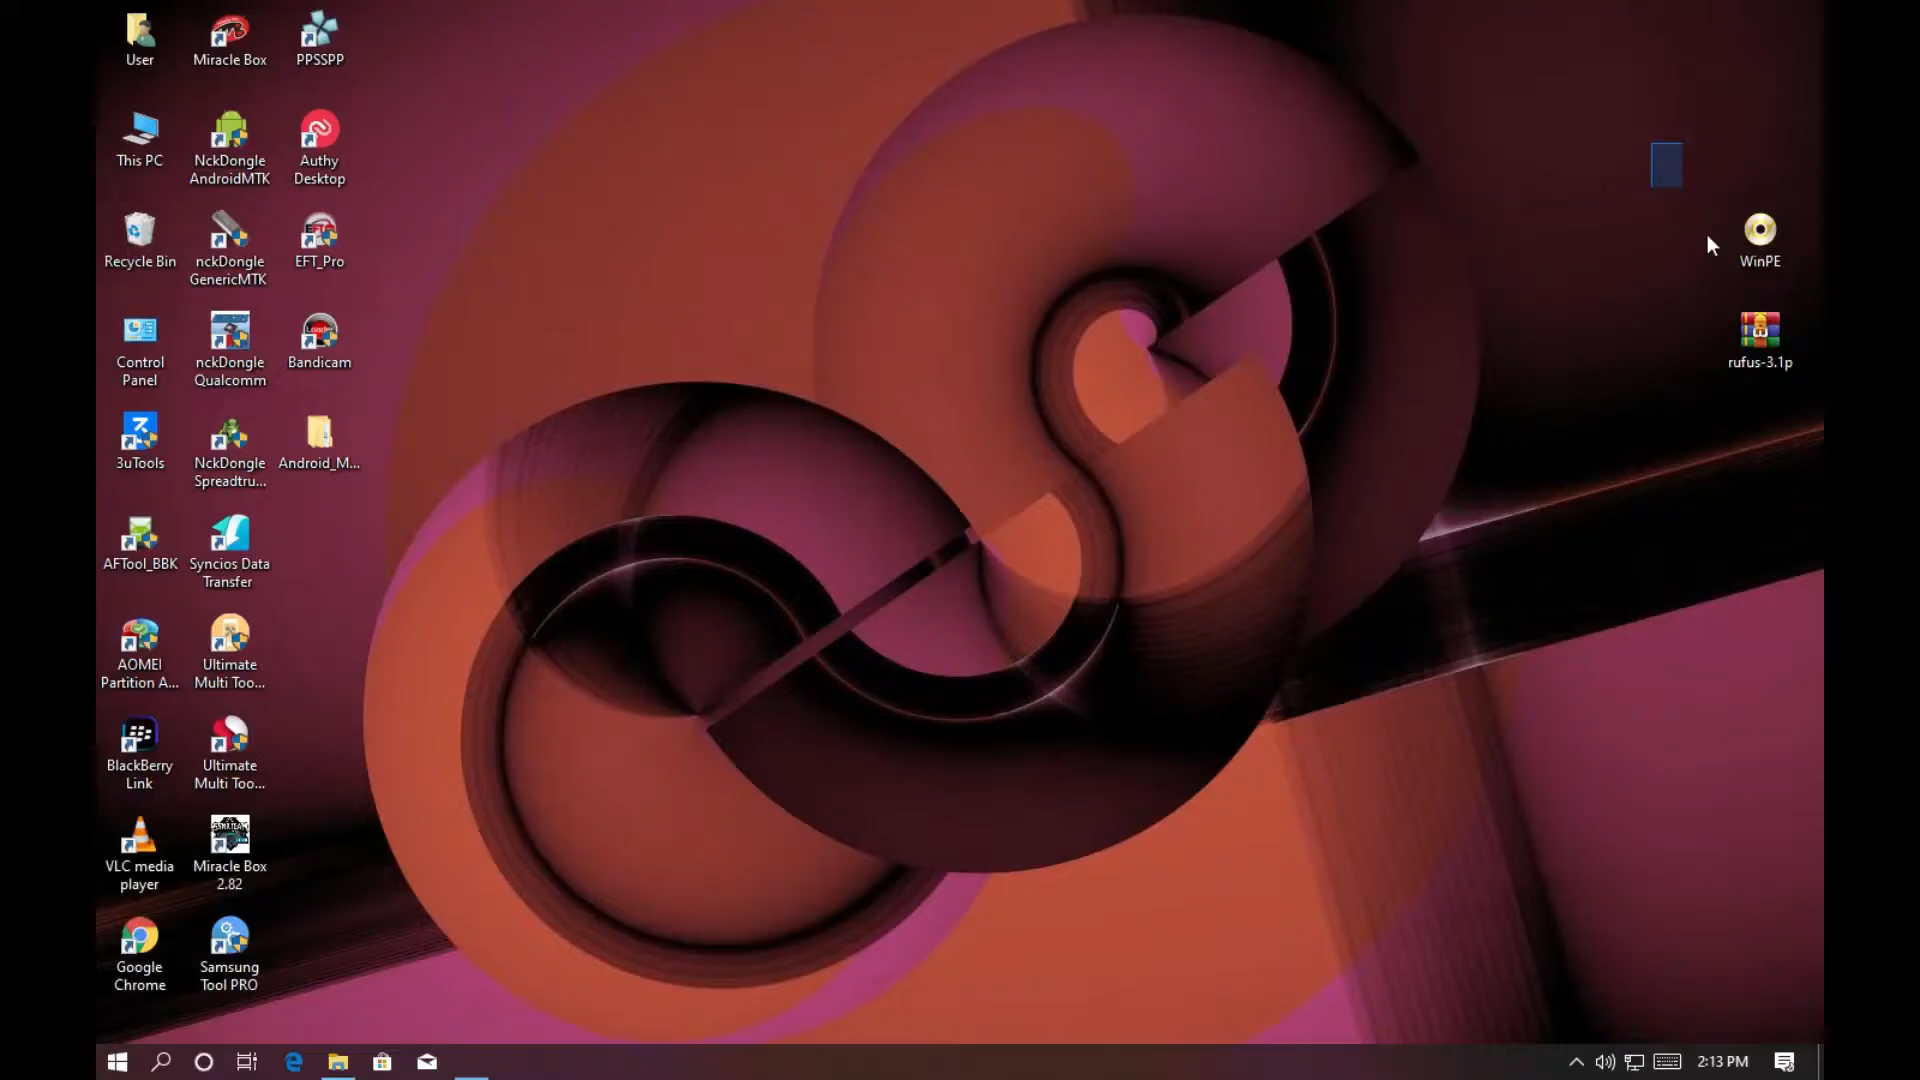 User
Miracle Box
PPSSPP
This PC
NckDongle
AndroidMTK
Authy
Desktop
Recycle Bin
nckDongle
GenericMTK
EFT_Pro
Control
Panel
nckDongle
Qualcomm
Loader
Bandicam
3uTools
NckDongle
Spreadtru...
Android_M...
AFTool_BBK
Syncios Data
Transfer
AOMEI
Partition A...
Ultimate
Multi Too...
BlackBerry
Link
Ultimate
Multi Too...
VLC media
player
Miracle Box
2.82
Google
Chrome
Samsung
Tool PRO
WinPE
rufus-3.1p
2:13 PM